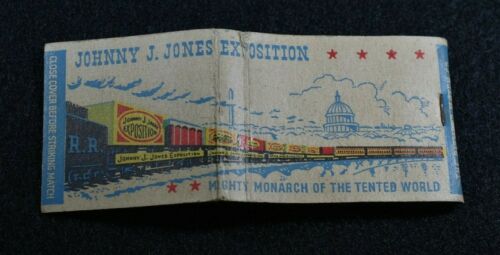 JOHNNY J. JONES EXPOSITION
CLOSE COVER BEFORE STRIKING MATCH
R.R.
JOHNNY J. JONES
EXPOSITION
JOHNNY J. JONES EXPOSITION
MIGHTY MONARCH OF THE TENTED WORLD